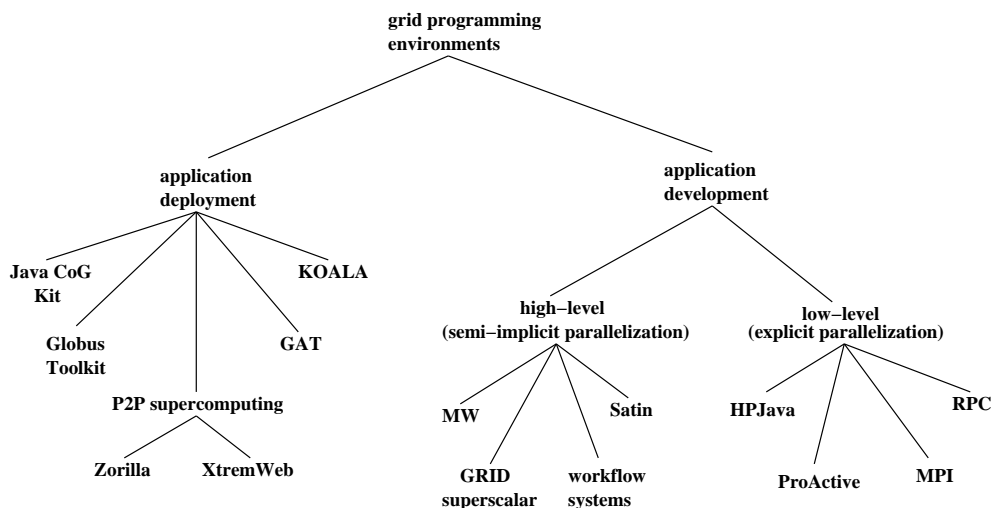 grid programming
environments
application
deployment
application
development
Java CoG
Kit
KOALA
Globus
Toolkit
GAT
high−level
(semi−implicit parallelization)
low−level
(explicit parallelization)
P2P supercomputing
MW
Satin
HPJava
RPC
Zorilla
XtremWeb
GRID
superscalar
workflow
systems
ProActive
MPI